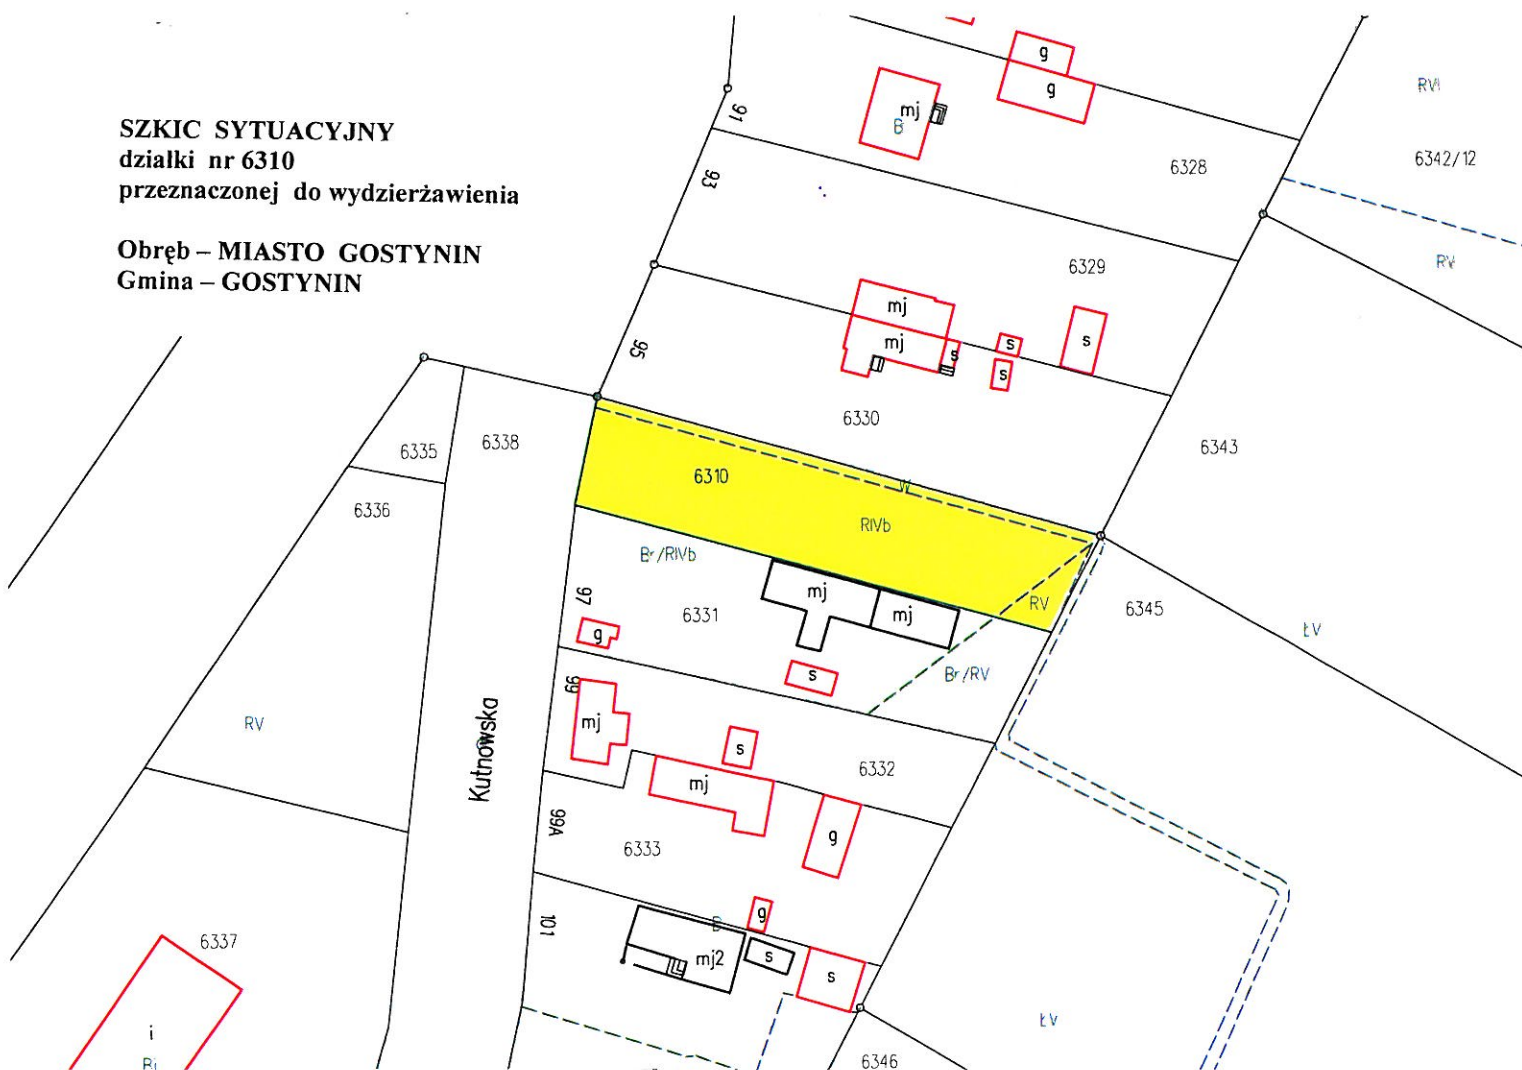 SZKIC SYTUACYJNY
działki nr 6310
przeznaczonej do wydzierżawienia
Obręb – MIASTO GOSTYNIN
Gmina – GOSTYNIN
g
g
mj
B
91
RVI
6328
6342/12
93
6329
RV
mj
mj
s
s
s
s
95
6330
6335
6338
6343
6310
W
6336
RIVb
Br/RIVb
97
mj
mj
RV
6345
6331
g
ŁV
s
Br/RV
99
mj
RV
Kutnowska
s
mj
6332
99A
g
6333
101
B
g
6337
mj2
s
s
i
Bi
ŁV
6346